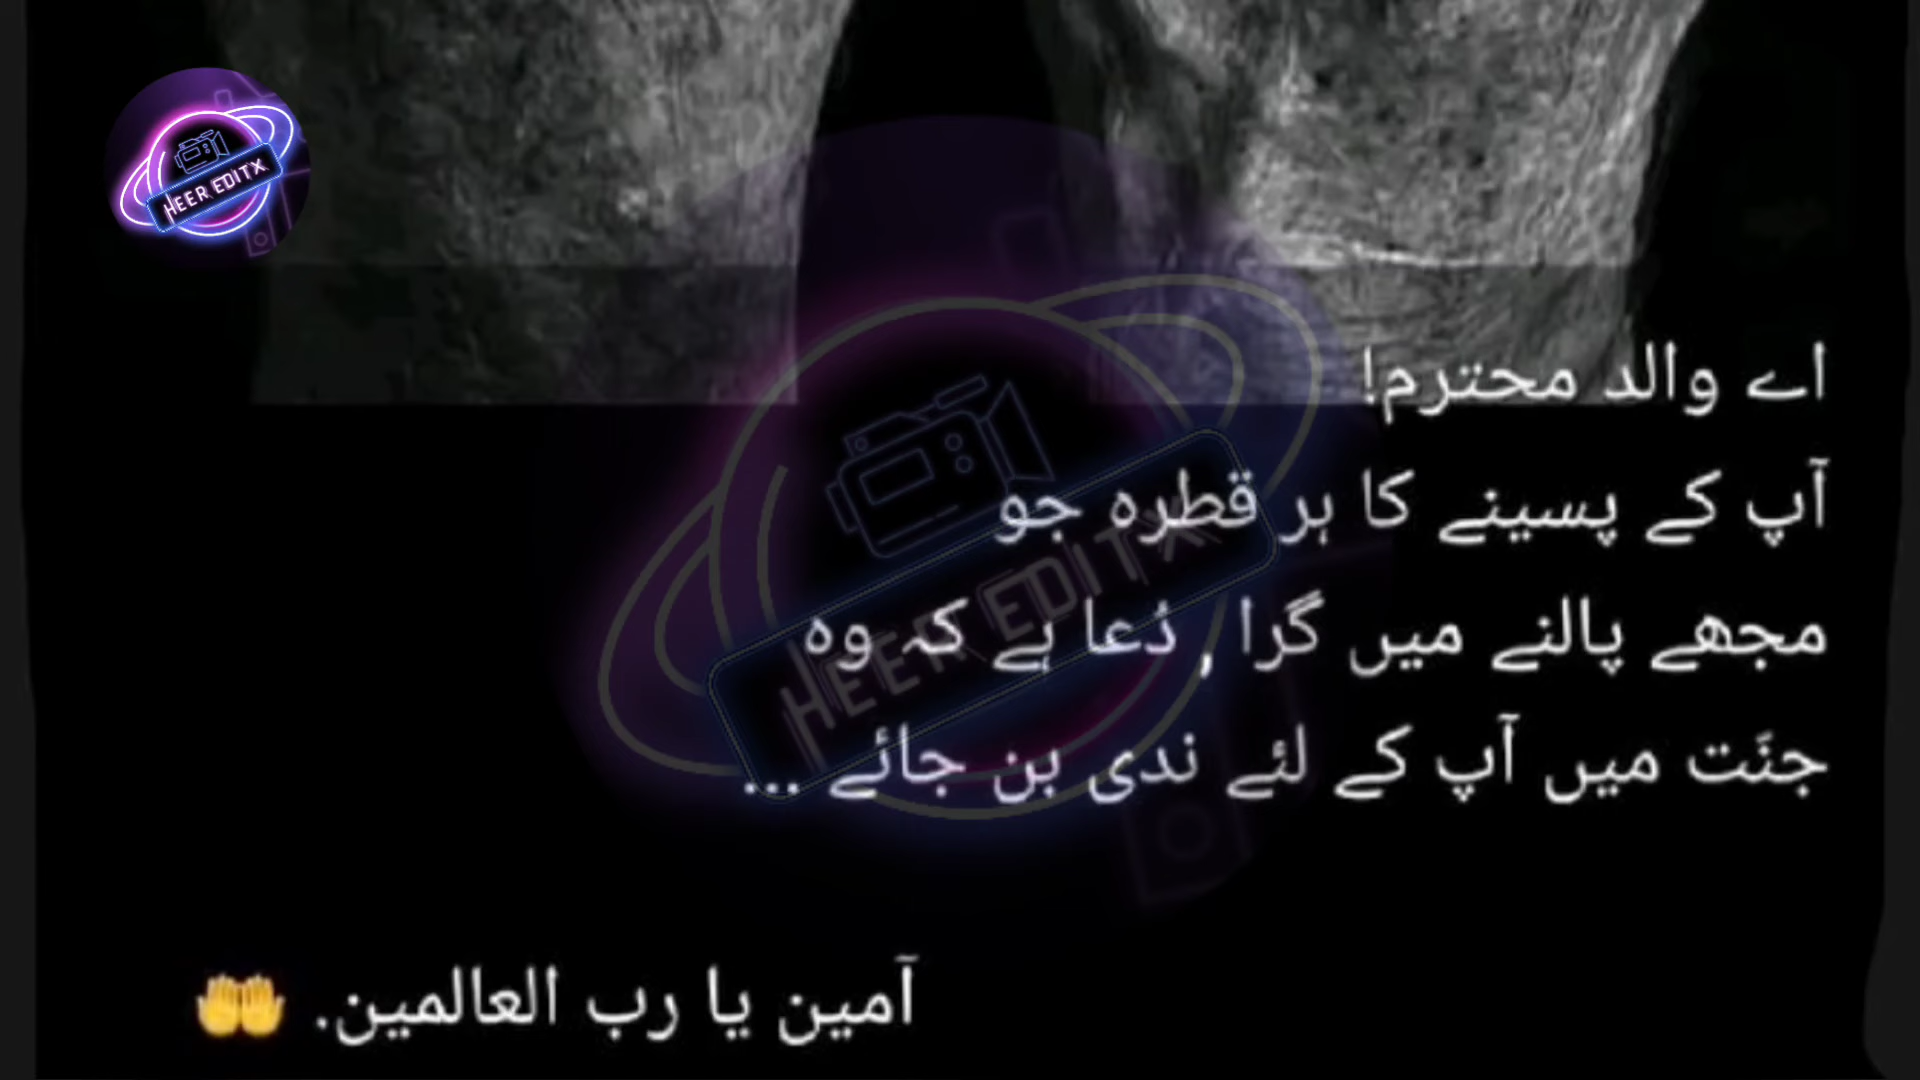 HEER EDITX
اے والد محترم!
آپ کے پسینے کا ہر قطرہ جو
مجھے پالنے میں گرا , دُعا ہے کہ وہ
جنّت میں آپ کے لئے ندی بن جائے ...
HEER EDITX
آمین یا رب العالمین. 🤲